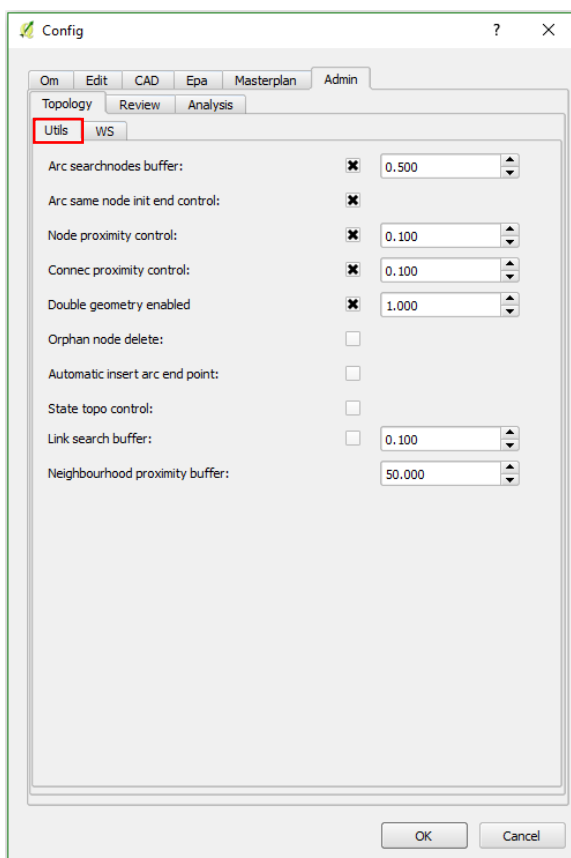 Config
Om Edit CAD Epa Masterplan Admin
Topology Review Analysis
Utils WS
Arc searchnodes buffer: 0.500
Arc same node init end control:
Node proximity control: 0.100
Connec proximity control: 0.100
Double geometry enabled 1.000
Orphan node delete:
Automatic insert arc end point:
State topo control:
Link search buffer: 0.100
Neighbourhood proximity buffer: 50.000
OK Cancel